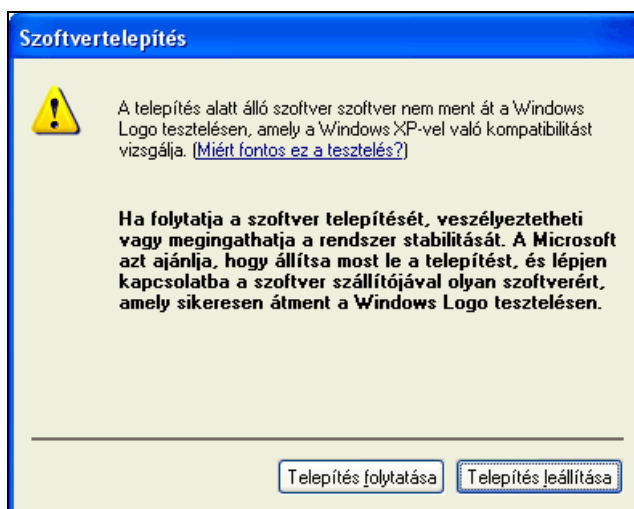 Szoftvertelepítés
A telepítés alatt álló szoftver szoftver nem ment át a Windows
Logo tesztelésen, amely a Windows XP-vel való kompatibilitást
vizsgálja. (Miért fontos ez a tesztelés?)
Ha folytatja a szoftver telepítését, veszélyeztetheti
vagy megingathatja a rendszer stabilitását. A Microsoft
azt ajánlja, hogy állítsa most le a telepítést, és lépjen
kapcsolatba a szoftver szállítójával olyan szoftverért,
amely sikeresen átment a Windows Logo tesztelésen.
Telepítés folytatása Telepítés leállítása